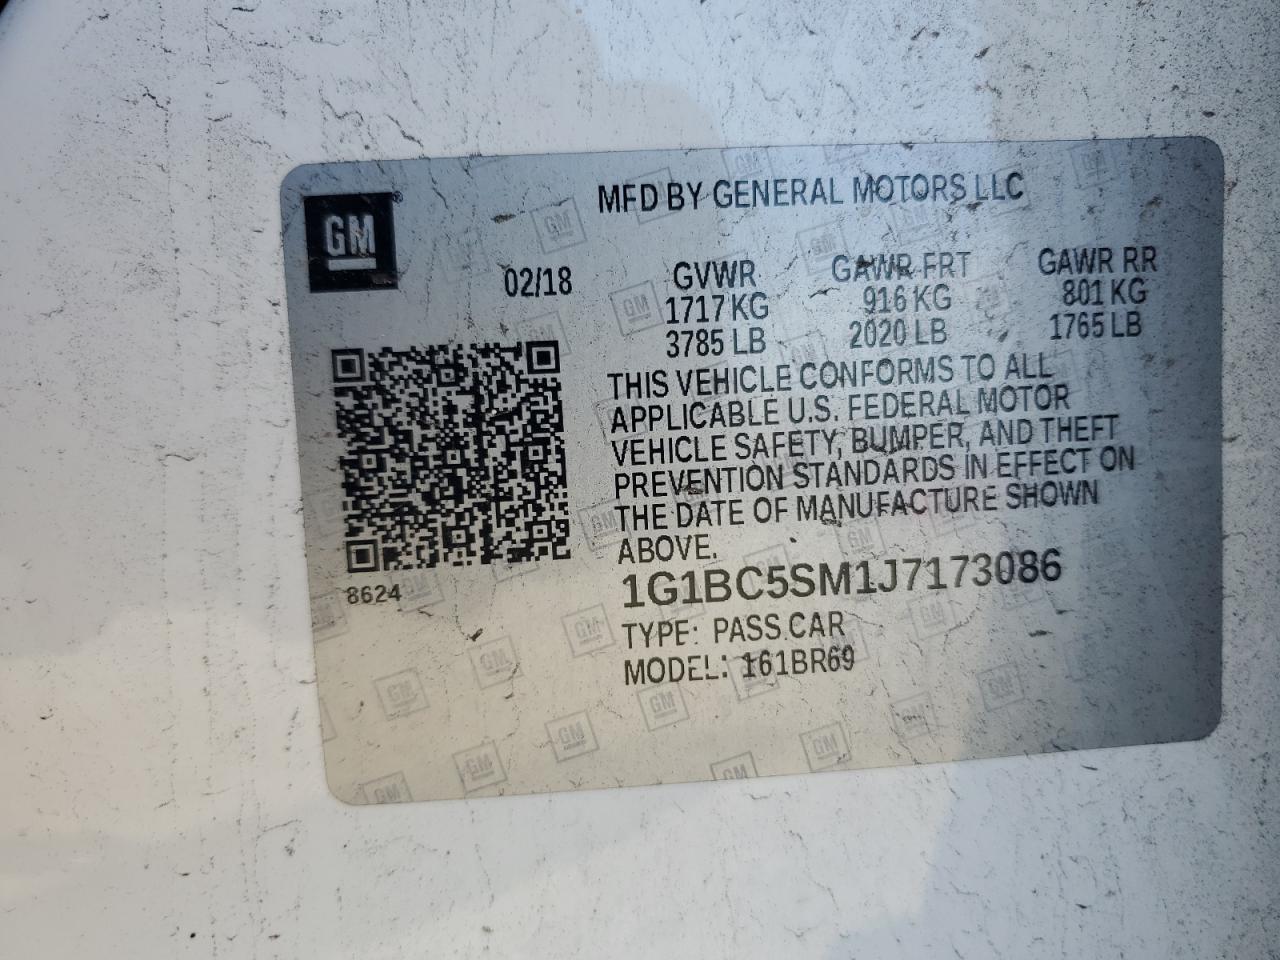 GM
MFD BY GENERAL MOTORS LLC
02/18
GVWR GAWR FRT GAWR RR
1717 KG 916 KG 801 KG
3785 LB 2020 LB 1765 LB
THIS VEHICLE CONFORMS TO ALL
APPLICABLE U.S. FEDERAL MOTOR
VEHICLE SAFETY, BUMPER, AND THEFT
PREVENTION STANDARDS IN EFFECT ON
THE DATE OF MANUFACTURE SHOWN
ABOVE.
8624
1G1BC5SM1J7173086
TYPE: PASS.CAR
MODEL: 161BR69